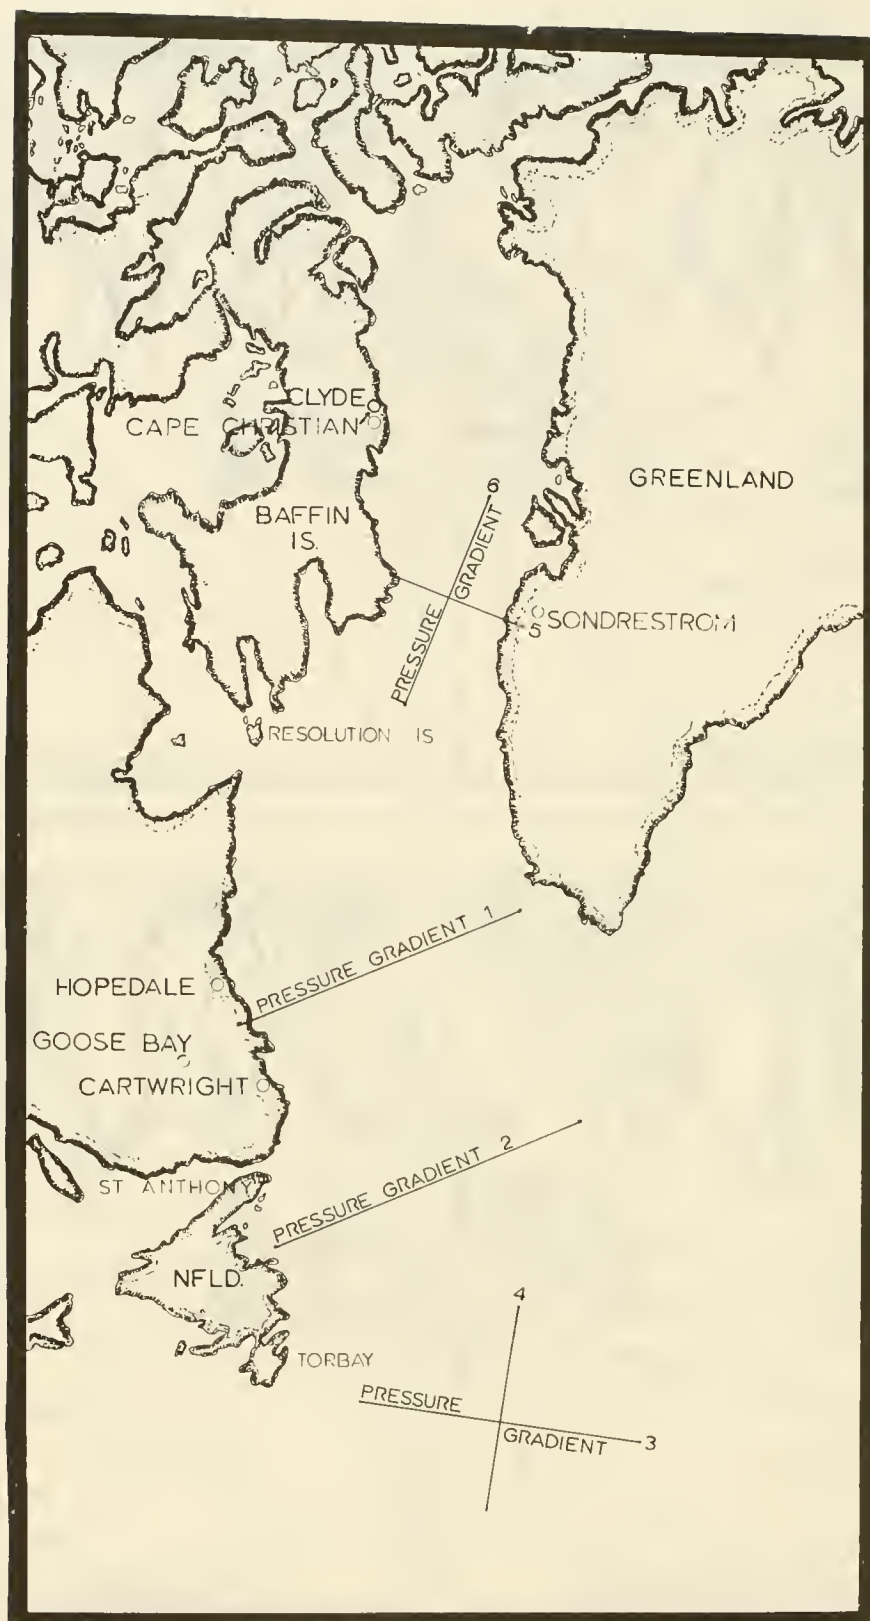 CLYDE
CAPE CHRISTIAN
GREENLAND
6
BAFFIN
IS.
PRESSURE GRADIENT
5
SONDRESTROM
RESOLUTION IS
PRESSURE GRADIENT 1
HOPEDALE
GOOSE BAY
CARTWRIGHT
PRESSURE GRADIENT 2
ST ANTHONY
NFLD.
4
TORBAY
PRESSURE
GRADIENT 3